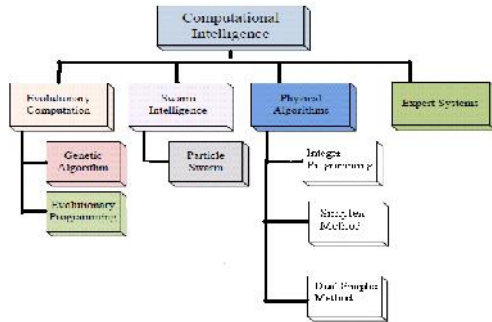 Computational
Intelligence
Evolutionary
Computation
Swarm
Intelligence
Physical
Algorithms
Expert Systems
Genetic
Algorithm
Particle
Swarm
Integer
Programming
Evolutionary
Programming
Simplex
Method
Dual Simplex
Method